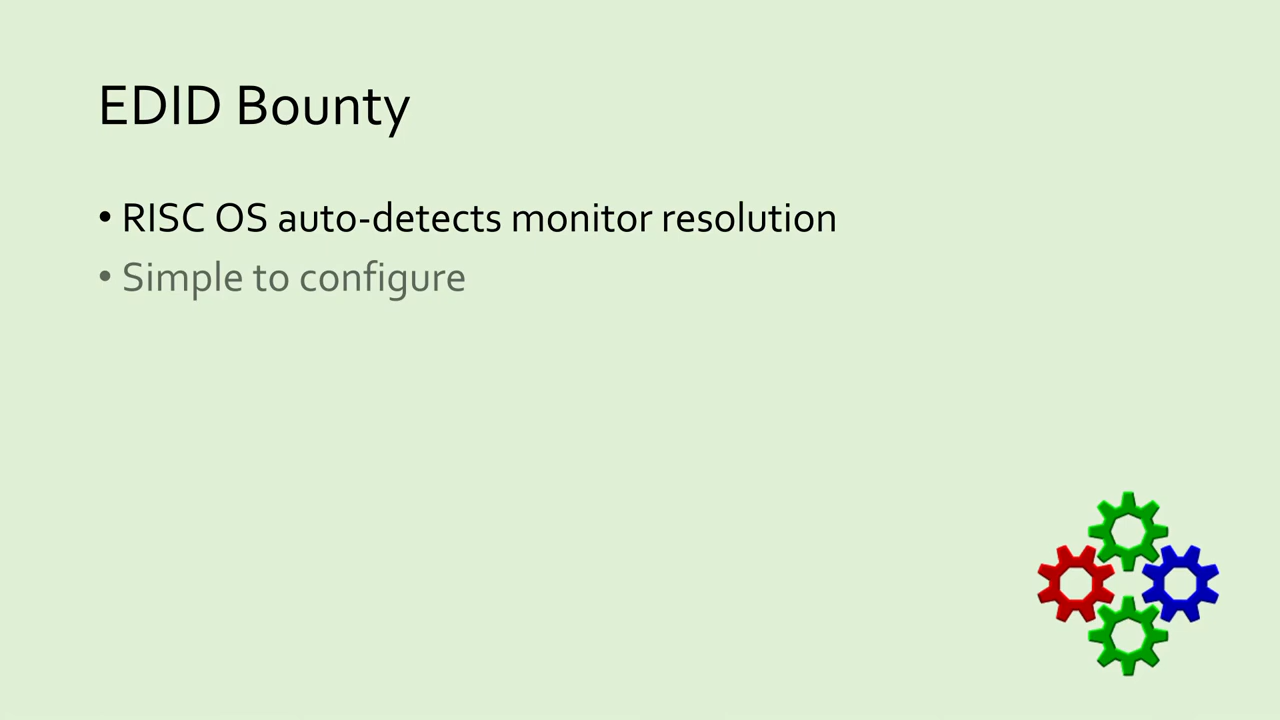 EDID Bounty
• RISC OS auto-detects monitor resolution
• Simple to configure